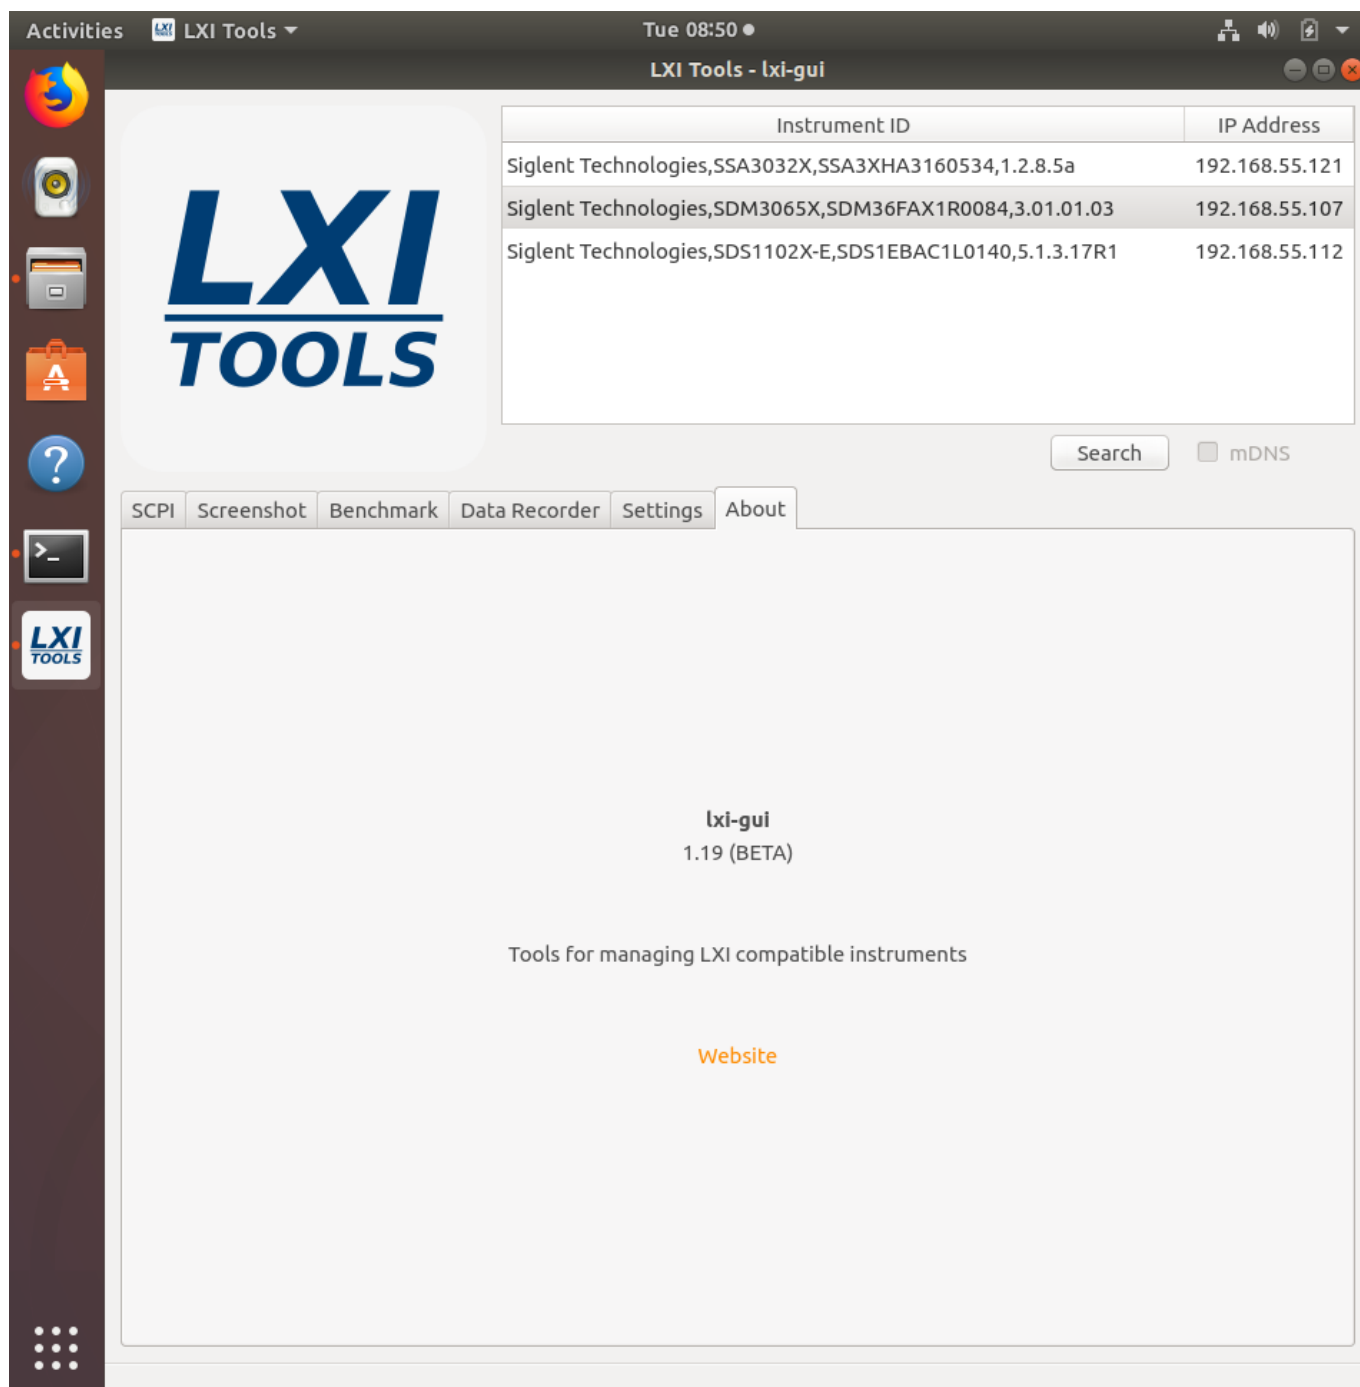 Activities LXI Tools Tue 08:50
LXI Tools - lxi-gui
LXI
TOOLS
Instrument ID IP Address
Siglent Technologies,SSA3032X,SSA3XHA3160534,1.2.8.5a 192.168.55.121
Siglent Technologies,SDM3065X,SDM36FAX1R0084,3.01.01.03 192.168.55.107
Siglent Technologies,SDS1102X-E,SDS1EBAC1L0140,5.1.3.17R1 192.168.55.112
Search mDNS
SCPI Screenshot Benchmark Data Recorder Settings About
LXI
TOOLS
lxi-gui
1.19 (BETA)
Tools for managing LXI compatible instruments
Website